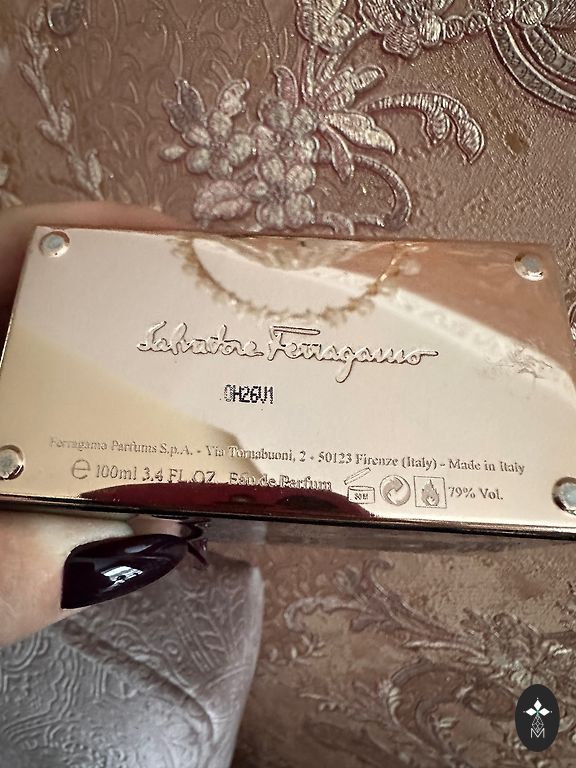 Salvatore Ferragamo
0H26V1
Ferragamo Parfums S.p.A. - Via Tornabuoni, 2 - 50123 Firenze (Italy) - Made in Italy
℮ 100ml 3.4 FL.OZ. Eau de Parfum 79% Vol.
M